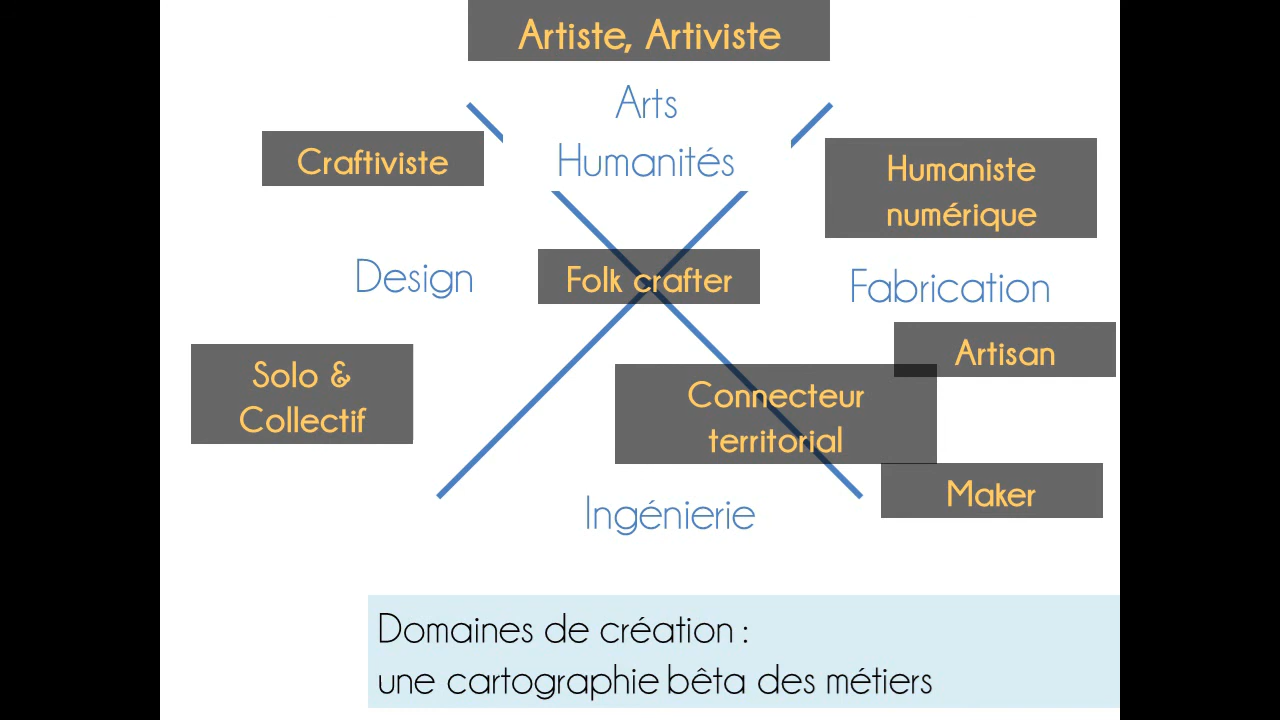 Artiste, Artiviste
Arts
Humanités
Craftiviste
Humaniste
numérique
Design
Folk crafter
Fabrication
Artisan
Solo &
Collectif
Connecteur
territorial
Maker
Ingénierie
Domaines de création :
une cartographie bêta des métiers